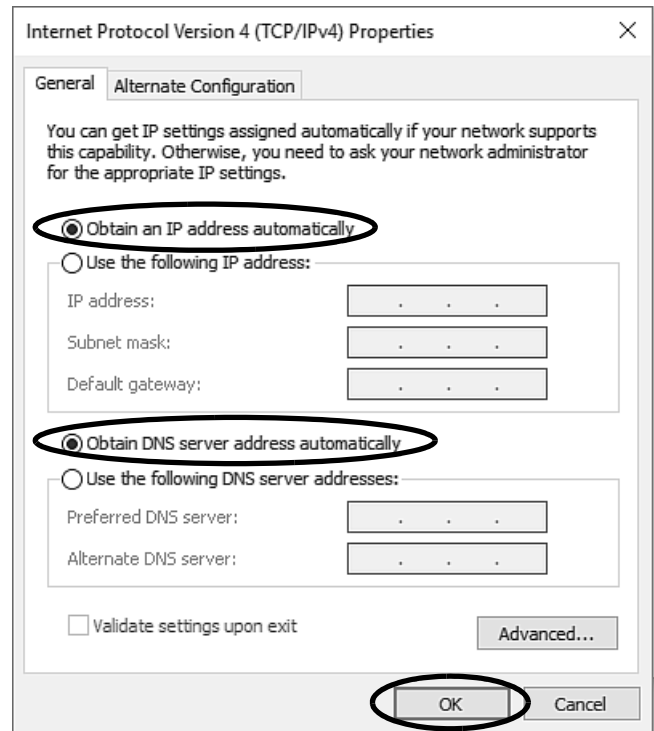 Internet Protocol Version 4 (TCP/IPv4) Properties
General
Alternate Configuration
You can get IP settings assigned automatically if your network supports
this capability. Otherwise, you need to ask your network administrator
for the appropriate IP settings.
Obtain an IP address automatically
Use the following IP address:
IP address:
Subnet mask:
Default gateway:
Obtain DNS server address automatically
Use the following DNS server addresses:
Preferred DNS server:
Alternate DNS server:
Validate settings upon exit
Advanced...
OK
Cancel